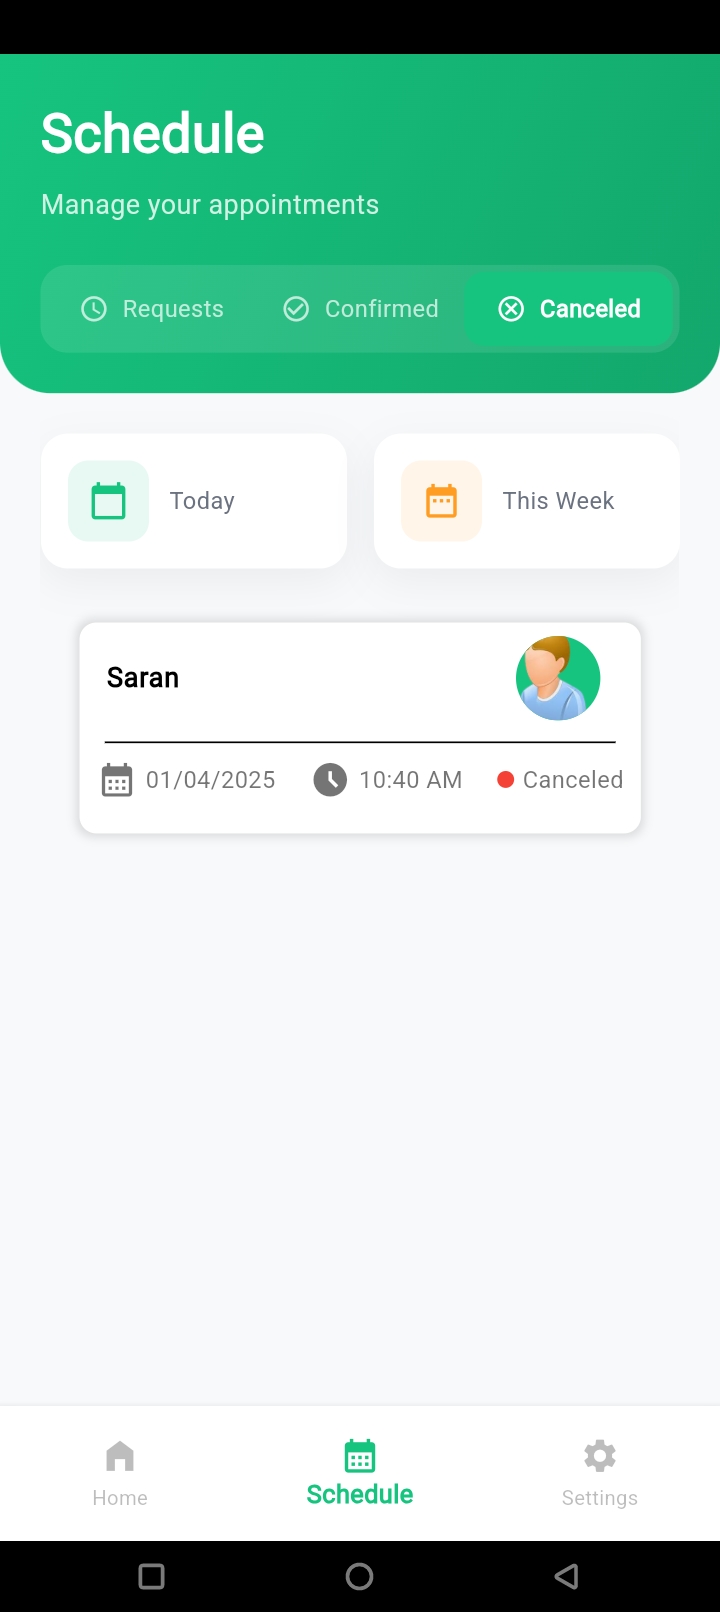 Schedule
Manage your appointments
Requests Confirmed Canceled
Today This Week
Saran
01/04/2025 10:40 AM Canceled
Home Schedule Settings